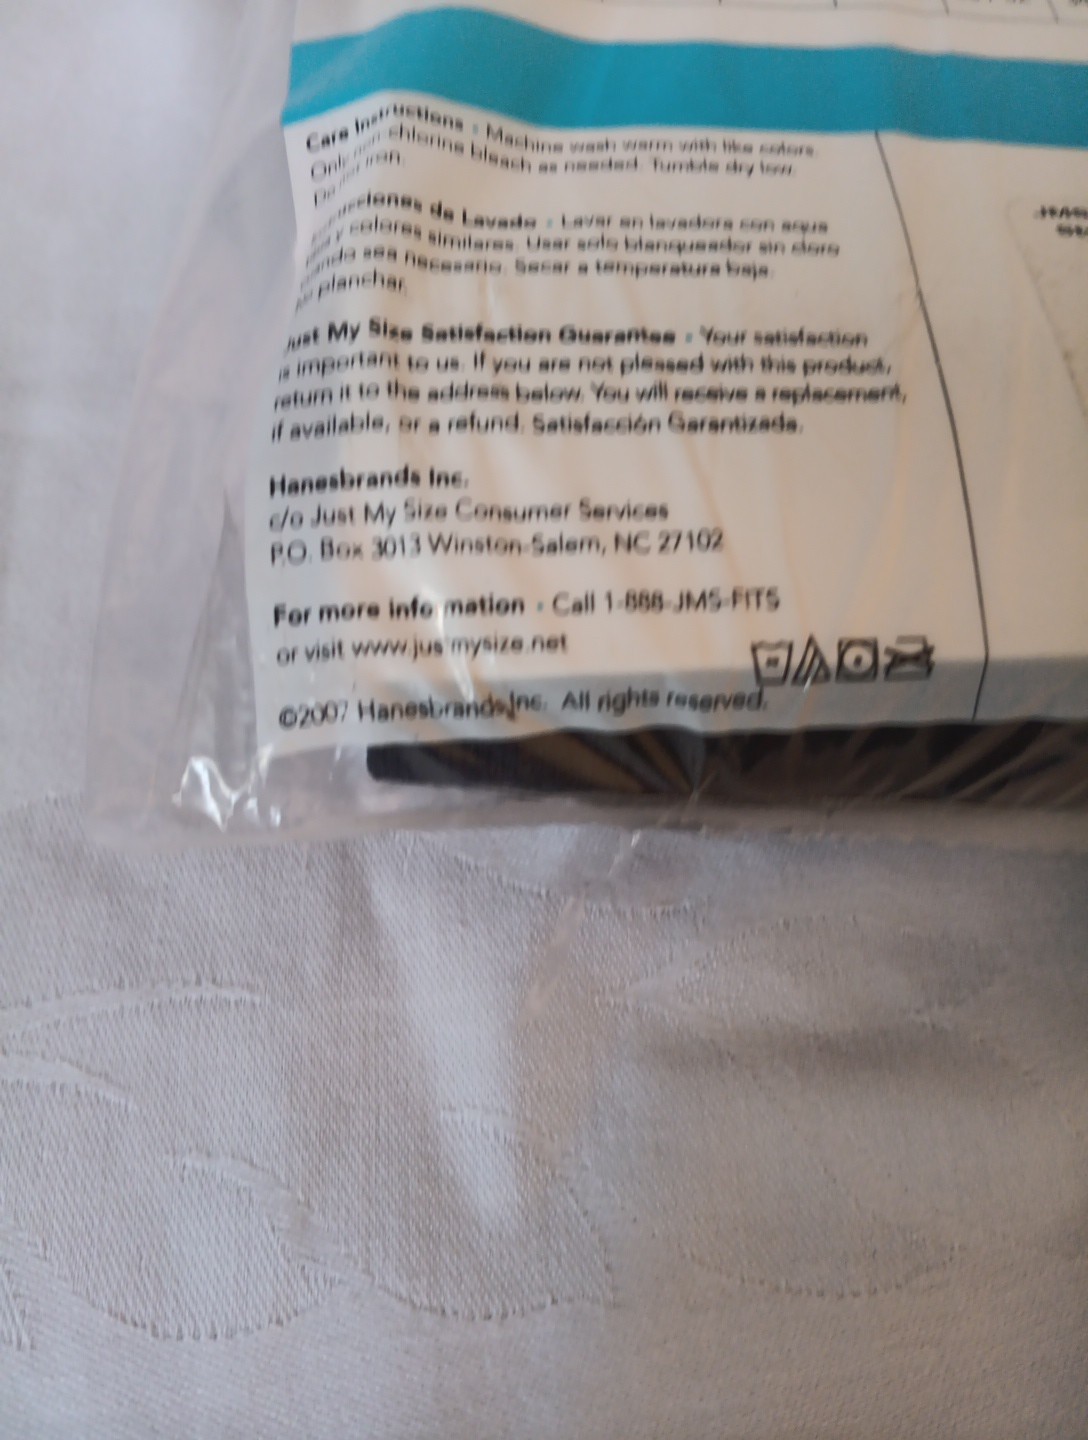 Care Instructions • Machine wash warm with like colors.
Only non-chlorine bleach as needed. Tumble dry low.
Do not iron.
de Lavado • Lavar en lavadora con agua
y colores similares. Usar solo blanqueador sin cloro
sea necesario. Secar a temperatura baja.
planchar.
Just My Size Satisfaction Guarantee • Your satisfaction
is important to us. If you are not pleased with this product,
return it to the address below. You will receive a replacement,
if available, or a refund. Satisfacción Garantizada.
Hanesbrands Inc.
c/o Just My Size Consumer Services
P.O. Box 3013 Winston-Salem, NC 27102
For more information • Call 1-888-JMS-FITS
or visit www.justmysize.net
©2007 Hanesbrands Inc. All rights reserved.